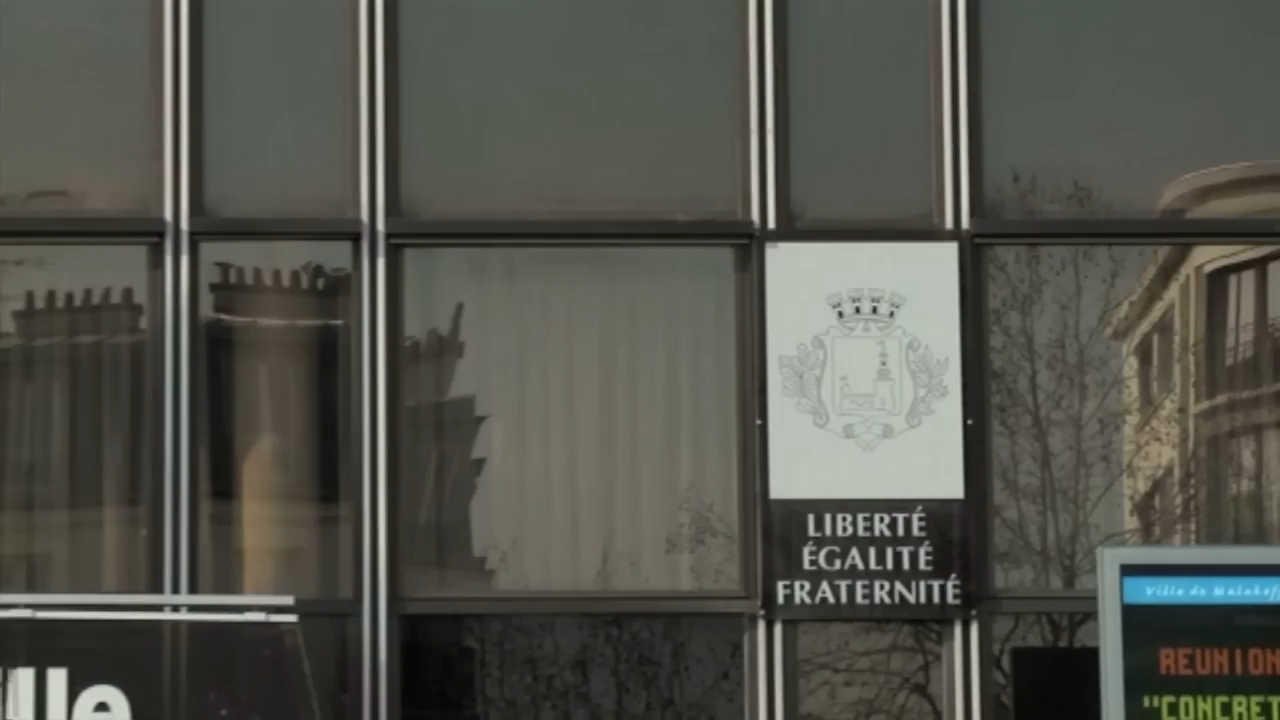 LIBERTÉ
ÉGALITÉ
FRATERNITÉ
Ville de Malakoff
REUNION
"CONCRET
ille